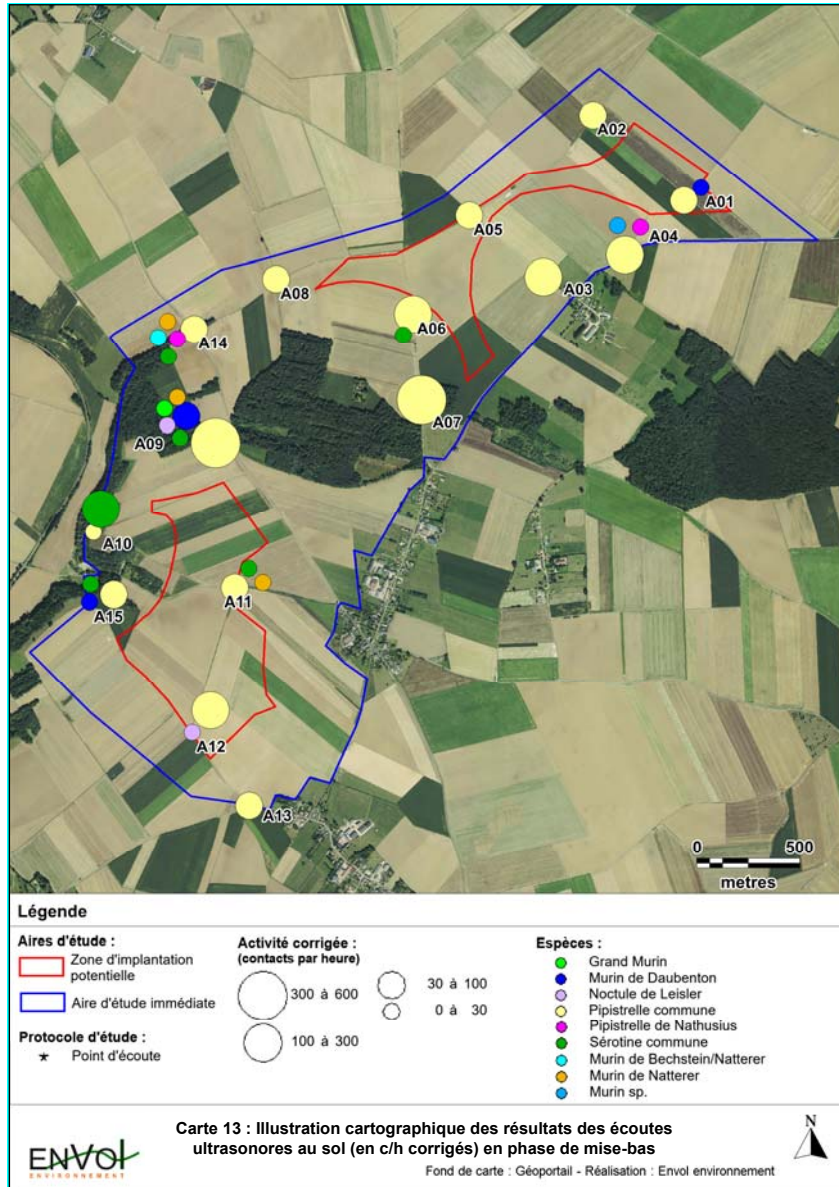 A02
A01
A05
A04
A03
A08
A06
A14
A07
A09
A10
A11
A15
A12
A13
0 500
metres
Légende
Aires d'étude :
Zone d'implantation
potentielle
Aire d'étude immédiate
Protocole d'étude :
Point d'écoute
Activité corrigée :
(contacts par heure)
300 à 600
100 à 300
30 à 100
0 à 30
Espèces :
Grand Murin
Murin de Daubenton
Noctule de Leisler
Pipistrelle commune
Pipistrelle de Nathusius
Sérotine commune
Murin de Bechstein/Natterer
Murin de Natterer
Murin sp.
ENVOl
ENVIRONNEMENT
Carte 13 : Illustration cartographique des résultats des écoutes
ultrasonores au sol (en c/h corrigés) en phase de mise-bas
Fond de carte : Géoportail - Réalisation : Envol environnement
N